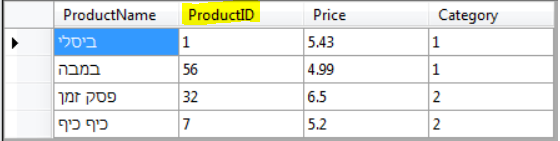 ProductName ProductID Price Category
ביסלי 1 5.43 1
במבה 56 4.99 1
פסק זמן 32 6.5 2
כיף כיף 7 5.2 2